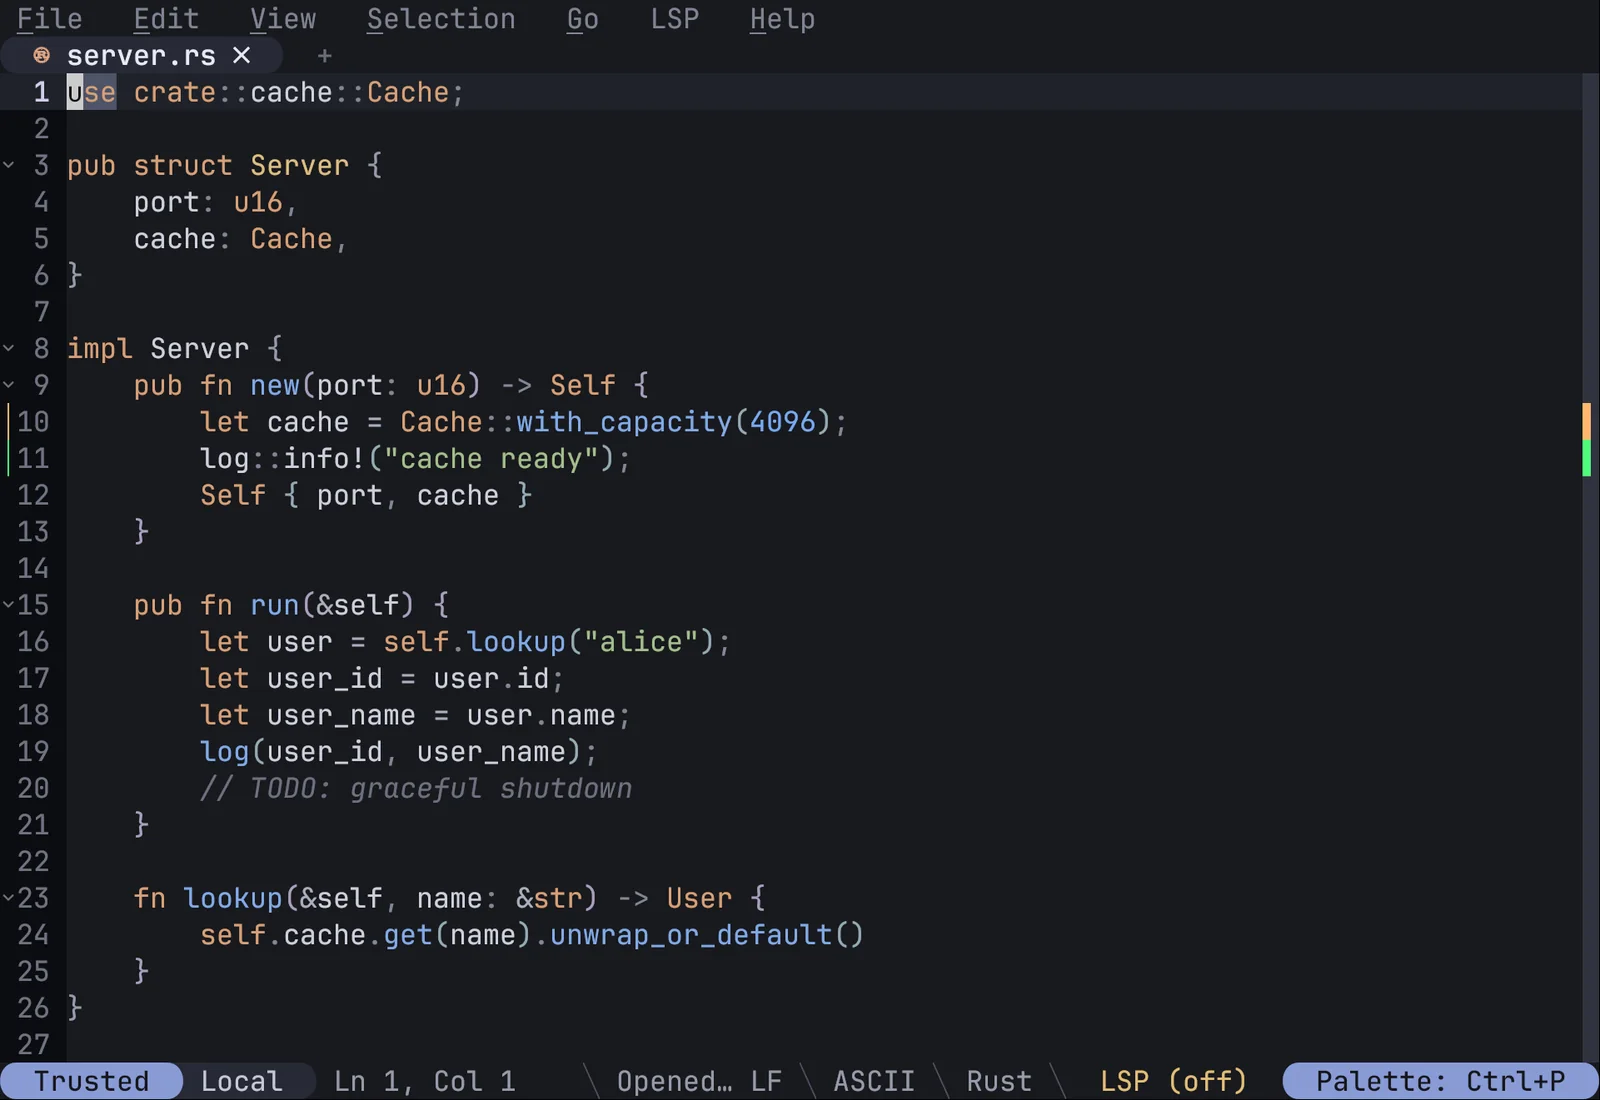 File Edit View Selection Go LSP Help
server.rs × +
1 use crate::cache::Cache;
2
3 pub struct Server {
4     port: u16,
5     cache: Cache,
6 }
7
8 impl Server {
9     pub fn new(port: u16) -> Self {
10         let cache = Cache::with_capacity(4096);
11         log::info!("cache ready");
12         Self { port, cache }
13     }
14
15     pub fn run(&self) {
16         let user = self.lookup("alice");
17         let user_id = user.id;
18         let user_name = user.name;
19         log(user_id, user_name);
20         // TODO: graceful shutdown
21     }
22
23     fn lookup(&self, name: &str) -> User {
24         self.cache.get(name).unwrap_or_default()
25     }
26 }
27
Trusted Local Ln 1, Col 1 Opened… LF ASCII Rust LSP (off) Palette: Ctrl+P